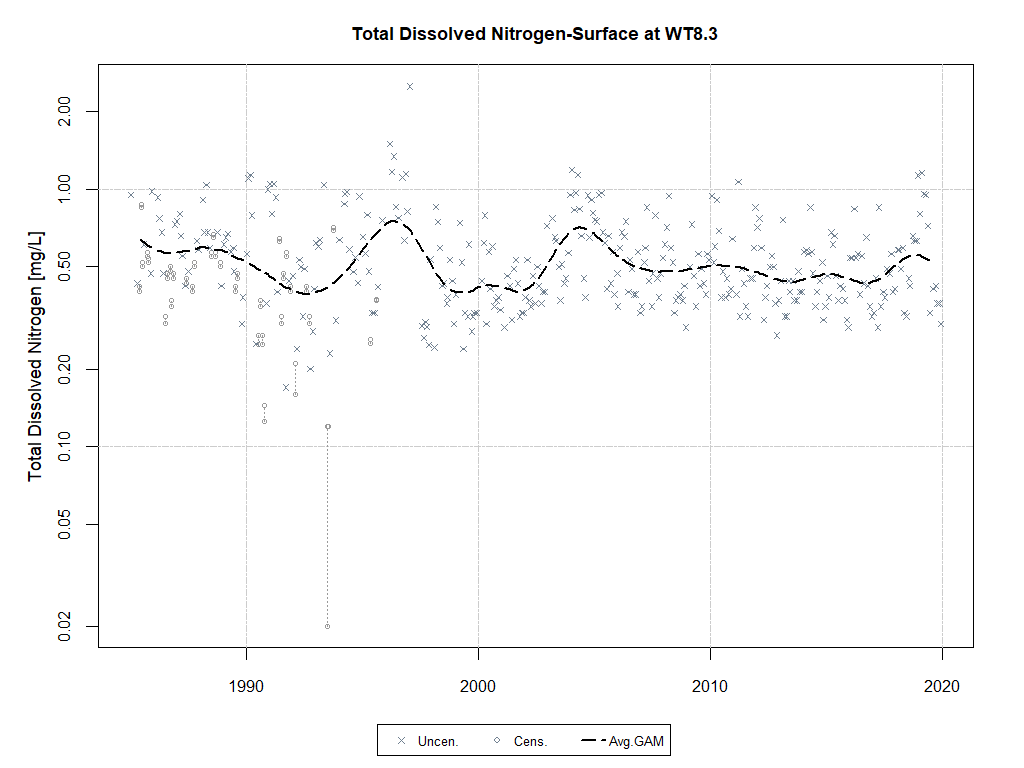 Total Dissolved Nitrogen-Surface at WT8.3
Total Dissolved Nitrogen [mg/L]
2.00
1.00
0.50
0.20
0.10
0.05
0.02
1990 2000 2010 2020
Uncen. Cens. Avg.GAM